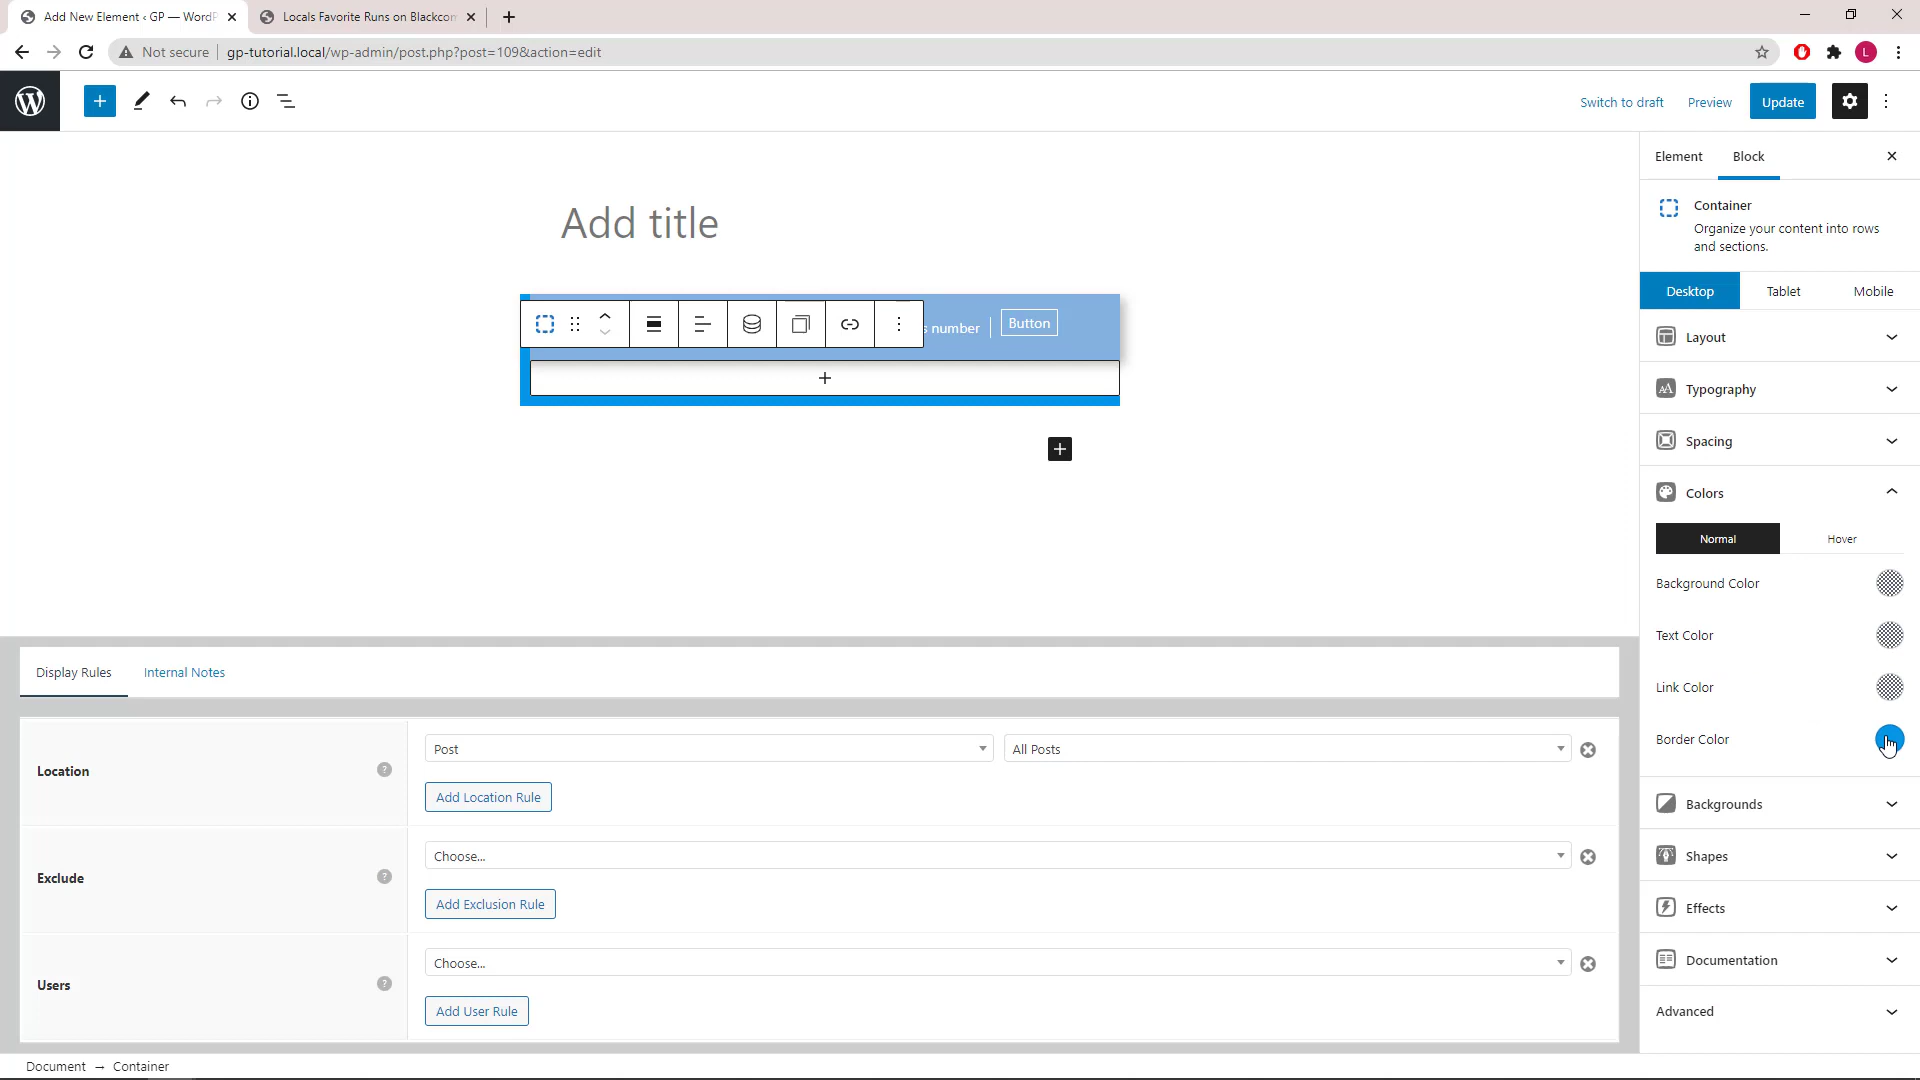 Add New Element ‹ GP — WordP
Locals Favorite Runs on Blackcom
Not secure
gp-tutorial.local/wp-admin/post.php?post=109&action=edit
L
Switch to draft
Preview
Update
Element
Block
Add title
Container
Organize your content into rows
and sections.
Desktop
Tablet
Mobile
s number
Button
Layout
Typography
Spacing
Colors
Normal
Hover
Background Color
Text Color
Link Color
Border Color
Backgrounds
Shapes
Effects
Documentation
Advanced
Display Rules
Internal Notes
Location
?
Post
All Posts
Add Location Rule
Exclude
?
Choose...
Add Exclusion Rule
Users
?
Choose...
Add User Rule
Document → Container